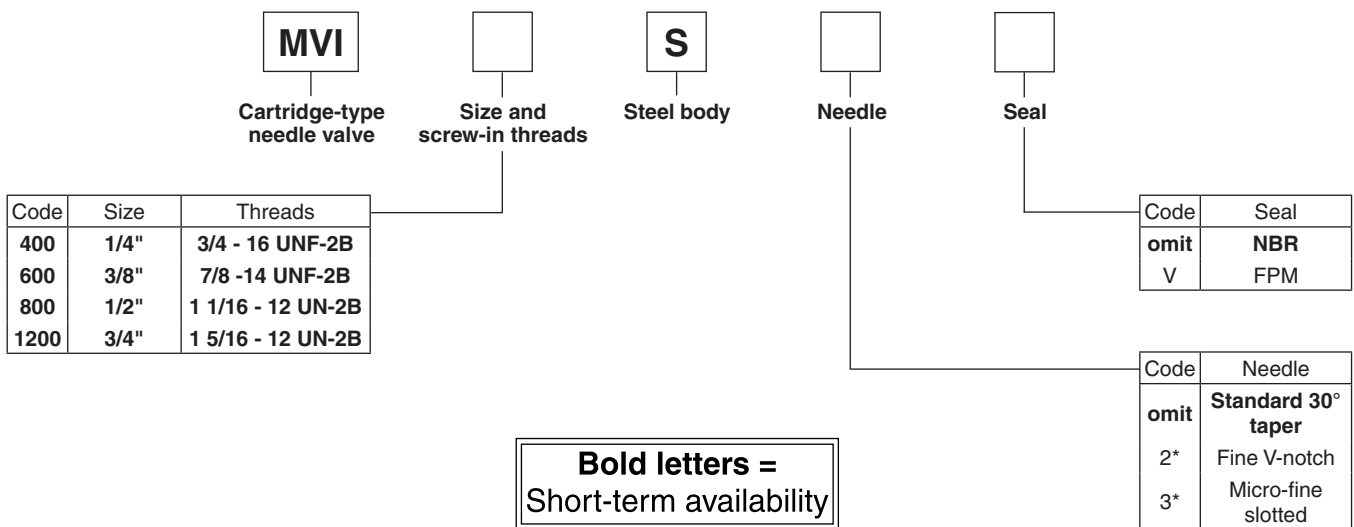 MVI S
Cartridge-type
needle valve
Size and
screw-in threads
Steel body
Needle
Seal
Code Size Threads
400 1/4" 3/4 - 16 UNF-2B
600 3/8" 7/8 -14 UNF-2B
800 1/2" 1 1/16 - 12 UN-2B
1200 3/4" 1 5/16 - 12 UN-2B
Code Seal
omit NBR
V FPM
Code Needle
omit Standard 30°
taper
2* Fine V-notch
3* Micro-fine
slotted
Bold letters =
Short-term availability